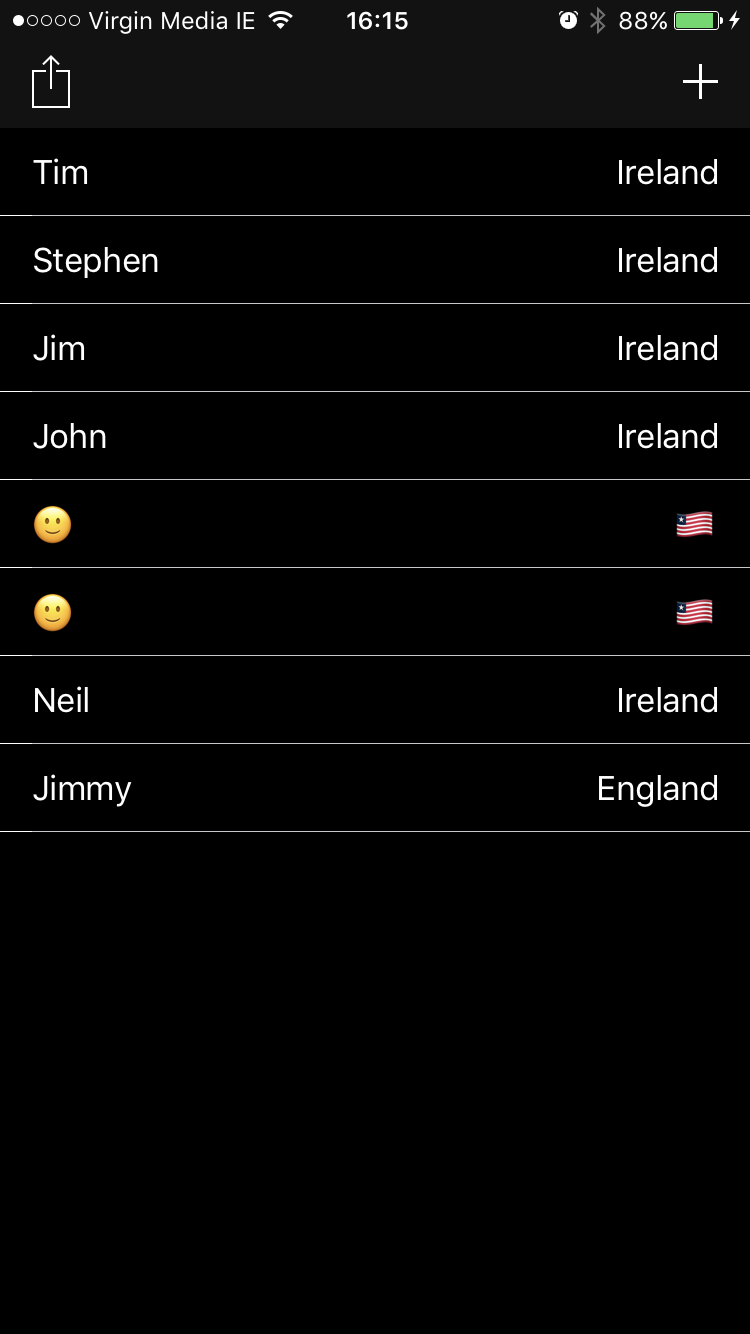 Virgin Media IE 16:15 88%
Tim Ireland
Stephen Ireland
Jim Ireland
John Ireland
🙂 🇱🇷
🙂 🇱🇷
Neil Ireland
Jimmy England